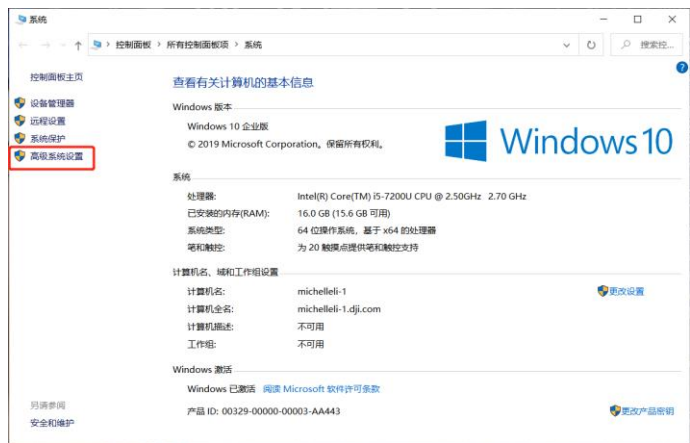 系统
控制面板 › 所有控制面板项 › 系统
搜索控...
控制面板主页
设备管理器
远程设置
系统保护
高级系统设置
查看有关计算机的基本信息
Windows 版本
Windows 10 企业版
© 2019 Microsoft Corporation。保留所有权利。
Windows 10
系统
处理器: Intel(R) Core(TM) i5-7200U CPU @ 2.50GHz 2.70 GHz
已安装的内存(RAM): 16.0 GB (15.6 GB 可用)
系统类型: 64 位操作系统，基于 x64 的处理器
笔和触控: 为 20 触摸点提供笔和触控支持
计算机名、域和工作组设置
计算机名: michelleli-1
更改设置
计算机全名: michelleli-1.dji.com
计算机描述: 不可用
工作组: 不可用
Windows 激活
Windows 已激活 阅读 Microsoft 软件许可条款
产品 ID: 00329-00000-00003-AA443
更改产品密钥
另请参阅
安全和维护